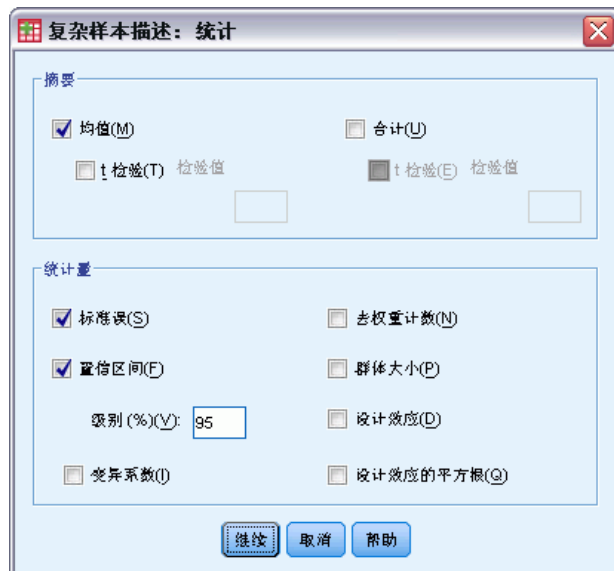 复杂样本描述：统计
摘要
均值(M)
合计(U)
t 检验(T) 检验值
t 检验(E) 检验值
统计量
标准误(S)
去权重计数(N)
置信区间(F)
群体大小(P)
级别(%)(V): 95
设计效应(D)
变异系数(I)
设计效应的平方根(Q)
继续 取消 帮助